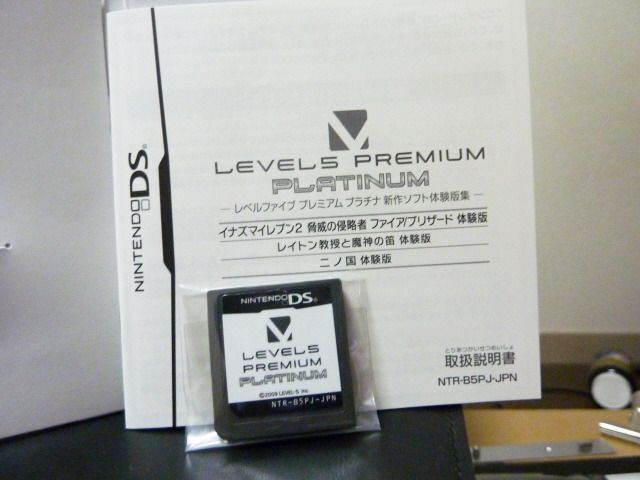 NINTENDO DS
LEVEL5 PREMIUM
PLATINUM
レベルファイブ プレミアム プラチナ 新作ソフト体験版集
イナズマイレブン2 脅威の侵略者 ファイア/ブリザード 体験版
レイトン教授と魔神の笛 体験版
二ノ国 体験版
とりあつかいせつめいしょ
取扱説明書
NTR-B5PJ-JPN
NINTENDO DS
LEVEL5
PREMIUM
PLATINUM
©2009 LEVEL-5 Inc.
NTR-B5PJ-JPN